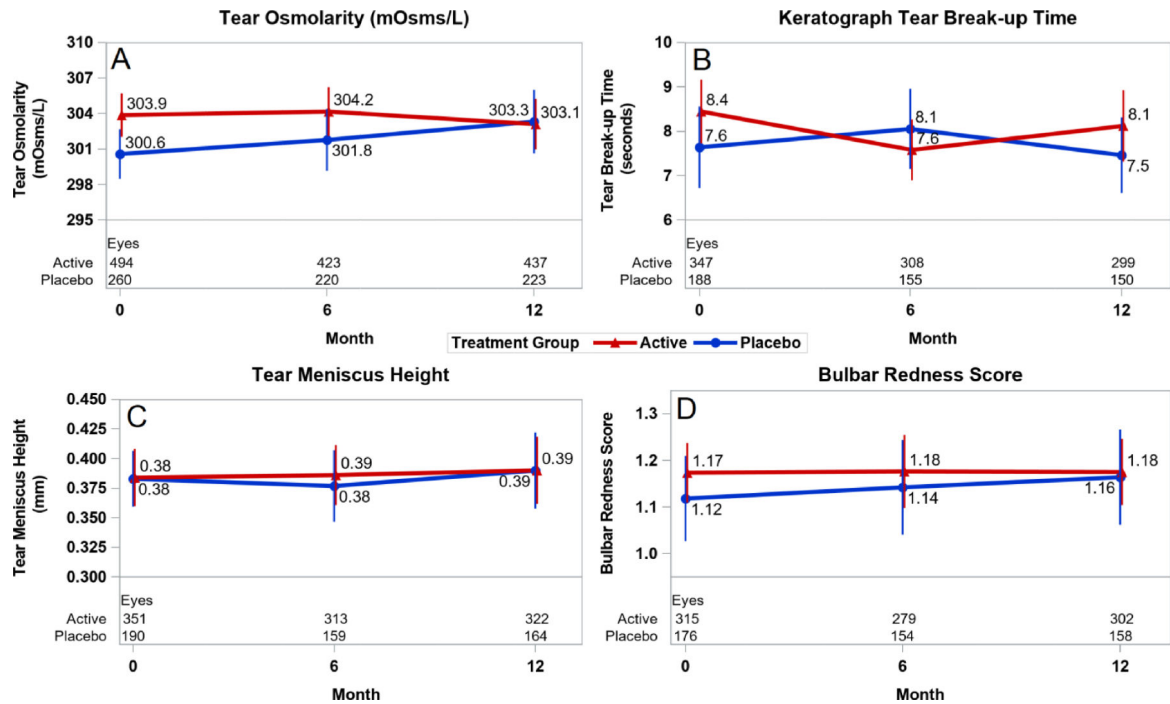 Tear Osmolarity (mOsms/L)
A
Tear Osmolarity
(mOsms/L)
310
307
304
301
298
295
303.9
304.2
303.3
303.1
300.6
301.8
Eyes
Active 494 423 437
Placebo 260 220 223
0 6 12
Month
Keratograph Tear Break-up Time
B
Tear Break-up Time
(seconds)
10
9
8
7
6
8.4
8.1
8.1
7.6
7.6
7.5
Eyes
Active 347 308 299
Placebo 188 155 150
0 6 12
Month
Treatment Group Active Placebo
Tear Meniscus Height
C
Tear Meniscus Height
(mm)
0.450
0.425
0.400
0.375
0.350
0.325
0.300
0.38
0.39
0.39
0.38
0.38
0.39
Eyes
Active 351 313 322
Placebo 190 159 164
0 6 12
Month
Bulbar Redness Score
D
Bulbar Redness Score
1.3
1.2
1.1
1.0
1.17
1.18
1.18
1.12
1.14
1.16
Eyes
Active 315 279 302
Placebo 176 154 158
0 6 12
Month